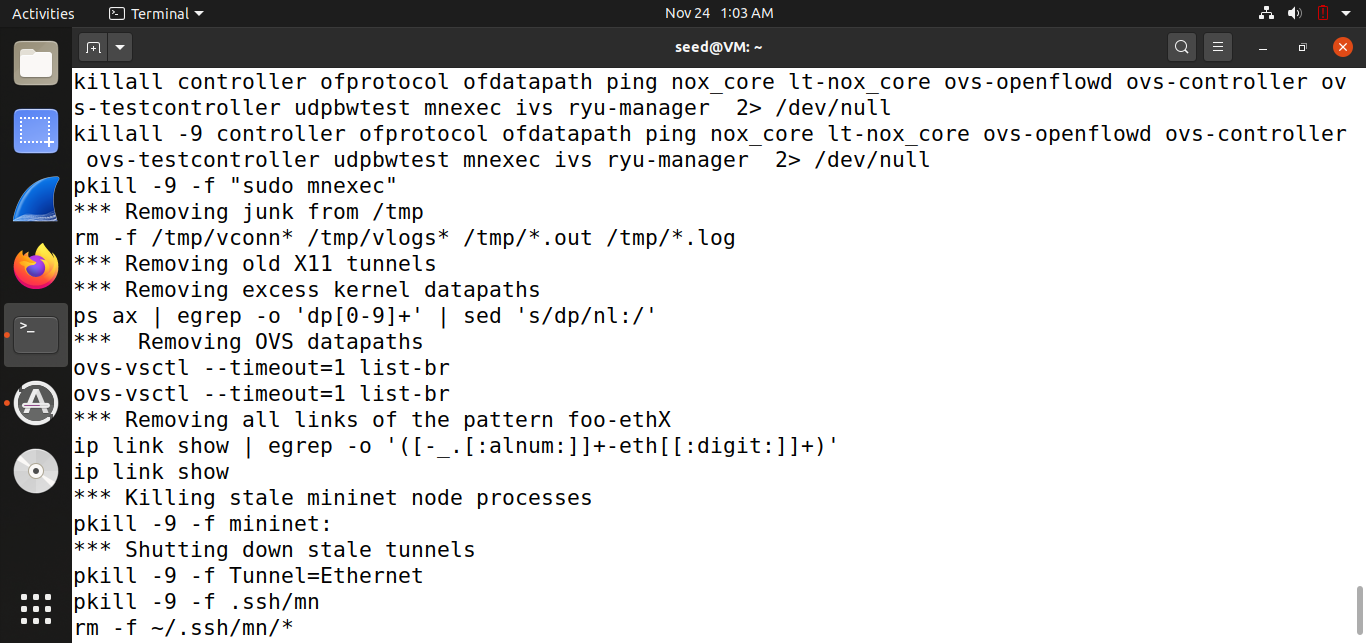 Activities Terminal Nov 24 1:03 AM
seed@VM: ~
killall controller ofprotocol ofdatapath ping nox_core lt-nox_core ovs-openflowd ovs-controller ov
s-testcontroller udpbwtest mnexec ivs ryu-manager  2> /dev/null
killall -9 controller ofprotocol ofdatapath ping nox_core lt-nox_core ovs-openflowd ovs-controller
 ovs-testcontroller udpbwtest mnexec ivs ryu-manager  2> /dev/null
pkill -9 -f "sudo mnexec"
*** Removing junk from /tmp
rm -f /tmp/vconn* /tmp/vlogs* /tmp/*.out /tmp/*.log
*** Removing old X11 tunnels
*** Removing excess kernel datapaths
ps ax | egrep -o 'dp[0-9]+' | sed 's/dp/nl:/'
***  Removing OVS datapaths
ovs-vsctl --timeout=1 list-br
ovs-vsctl --timeout=1 list-br
*** Removing all links of the pattern foo-ethX
ip link show | egrep -o '([-_.[:alnum:]]+-eth[[:digit:]]+)'
ip link show
*** Killing stale mininet node processes
pkill -9 -f mininet:
*** Shutting down stale tunnels
pkill -9 -f Tunnel=Ethernet
pkill -9 -f .ssh/mn
rm -f ~/.ssh/mn/*